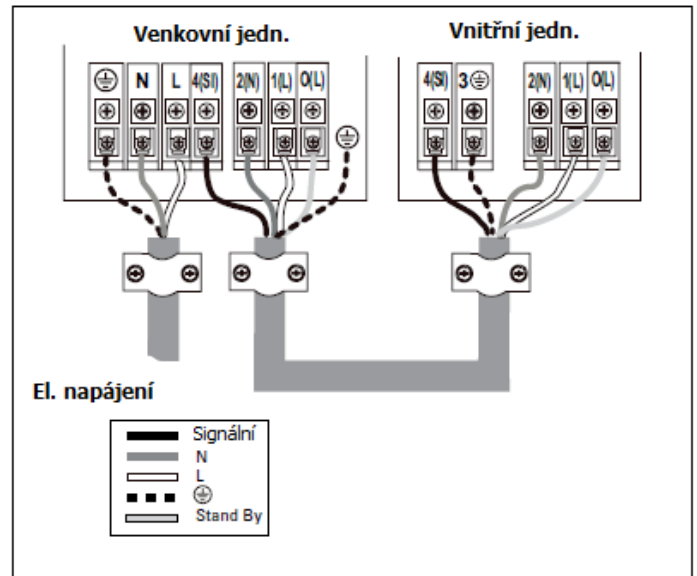 Venkovní jedn.
Vnitřní jedn.
N L 4(SI) 2(N) 1(L) 0(L)
4(SI) 3 2(N) 1(L) 0(L)
El. napájení
Signální
N
L
Stand By